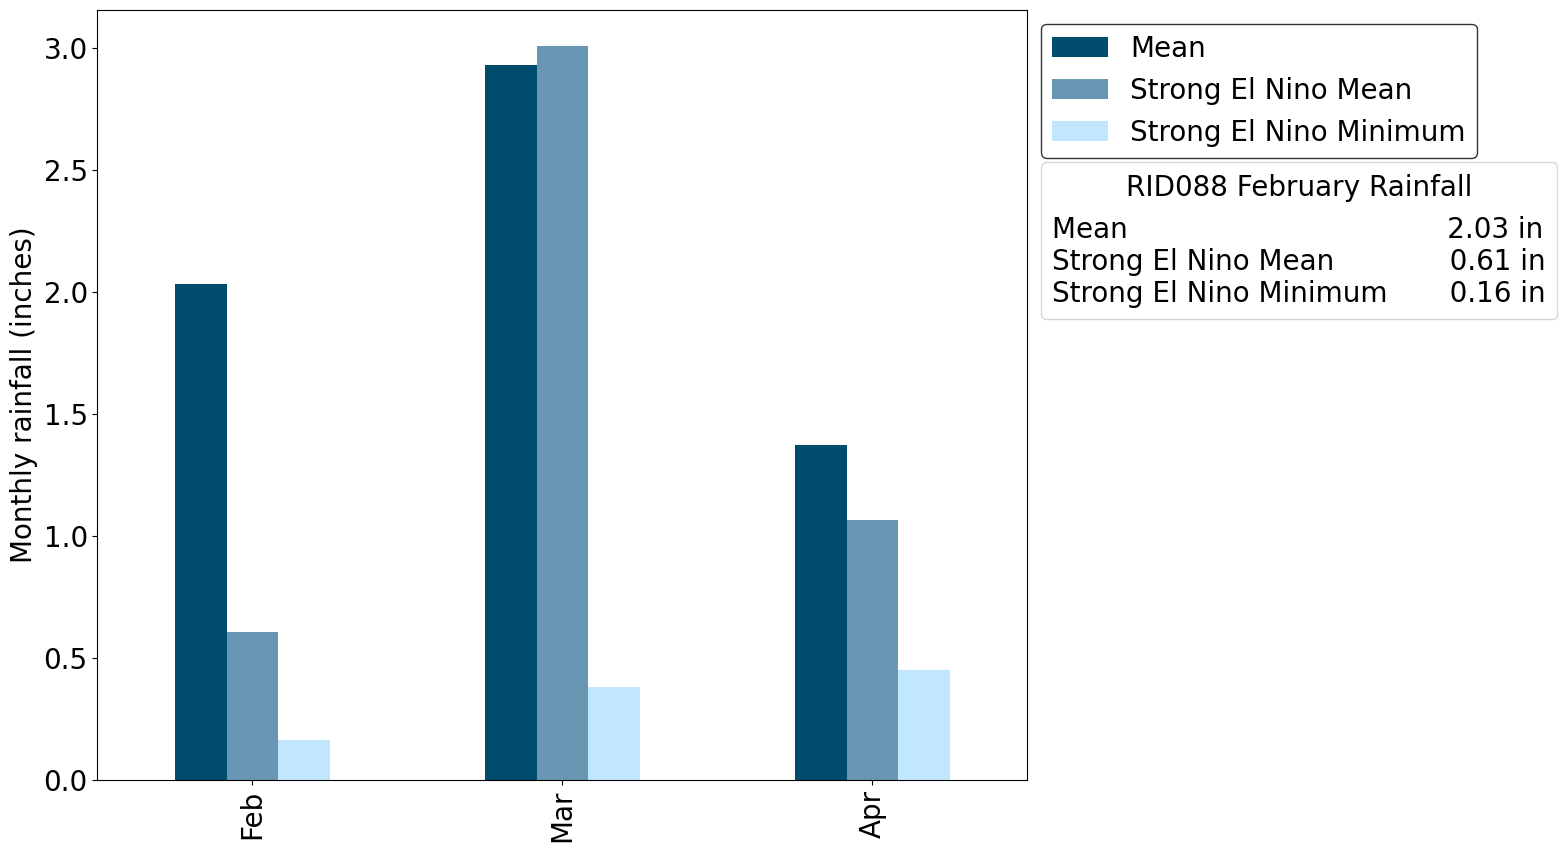 Monthly rainfall (inches)
3.0
2.5
2.0
1.5
1.0
0.5
0.0
Feb
Mar
Apr
Mean
Strong El Nino Mean
Strong El Nino Minimum
RID088 February Rainfall
Mean 2.03 in
Strong El Nino Mean 0.61 in
Strong El Nino Minimum 0.16 in